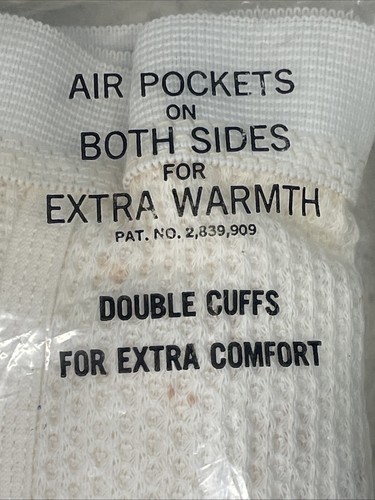 AIR POCKETS
ON
BOTH SIDES
FOR
EXTRA WARMTH
PAT. NO. 2,839,909
DOUBLE CUFFS
FOR EXTRA COMFORT